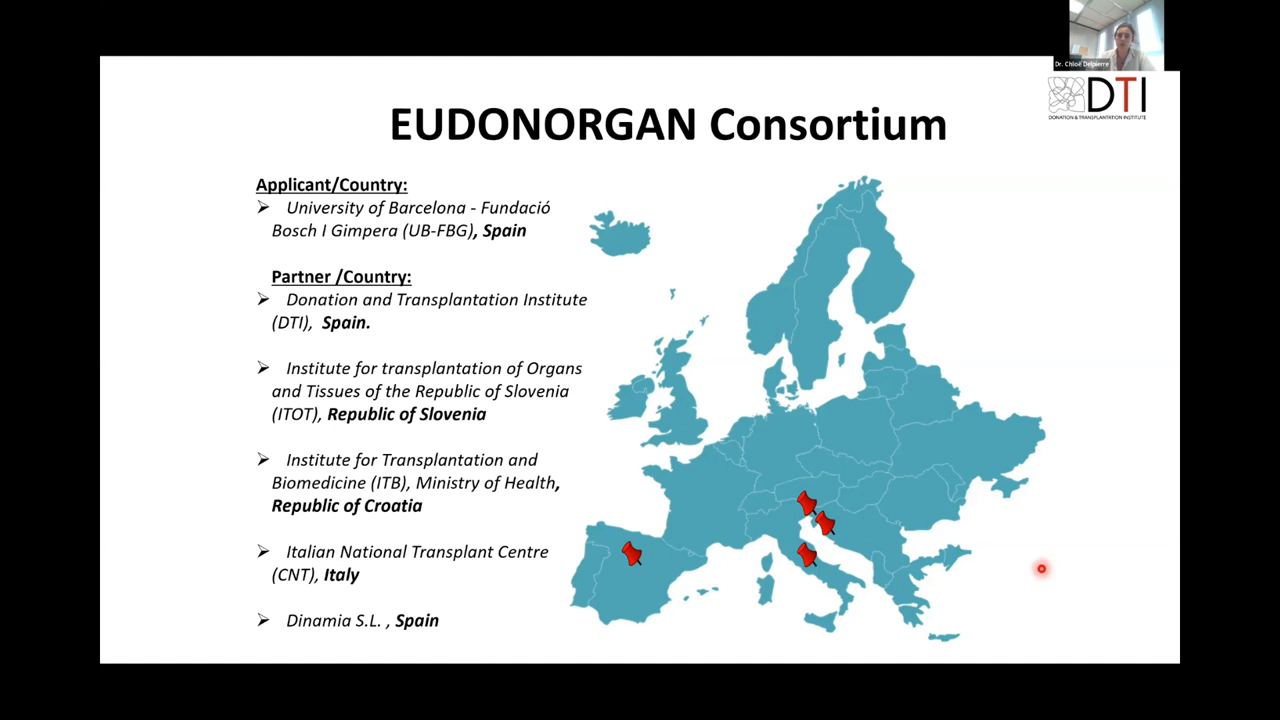 Dr. Chloë Delpierre
DTI
DONATION & TRANSPLANTATION INSTITUTE
EUDONORGAN Consortium
Applicant/Country:
➢ University of Barcelona - Fundació
Bosch I Gimpera (UB-FBG), Spain
Partner /Country:
➢ Donation and Transplantation Institute
(DTI), Spain.
➢ Institute for transplantation of Organs
and Tissues of the Republic of Slovenia
(ITOT), Republic of Slovenia
➢ Institute for Transplantation and
Biomedicine (ITB), Ministry of Health,
Republic of Croatia
➢ Italian National Transplant Centre
(CNT), Italy
➢ Dinamia S.L. , Spain